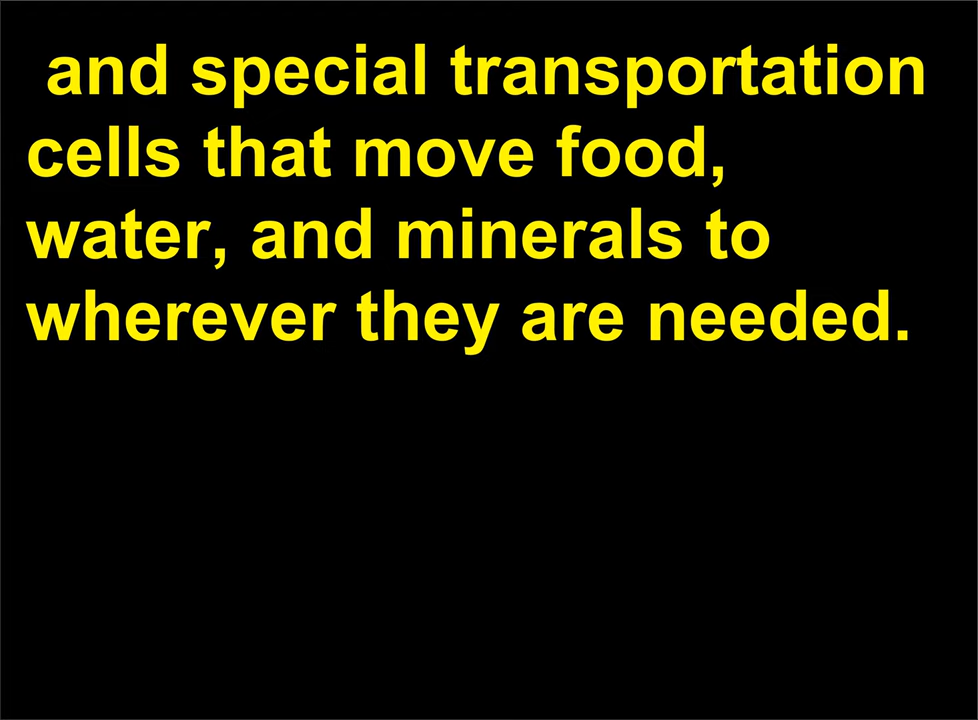 and special transportation
cells that move food,
water, and minerals to
wherever they are needed.